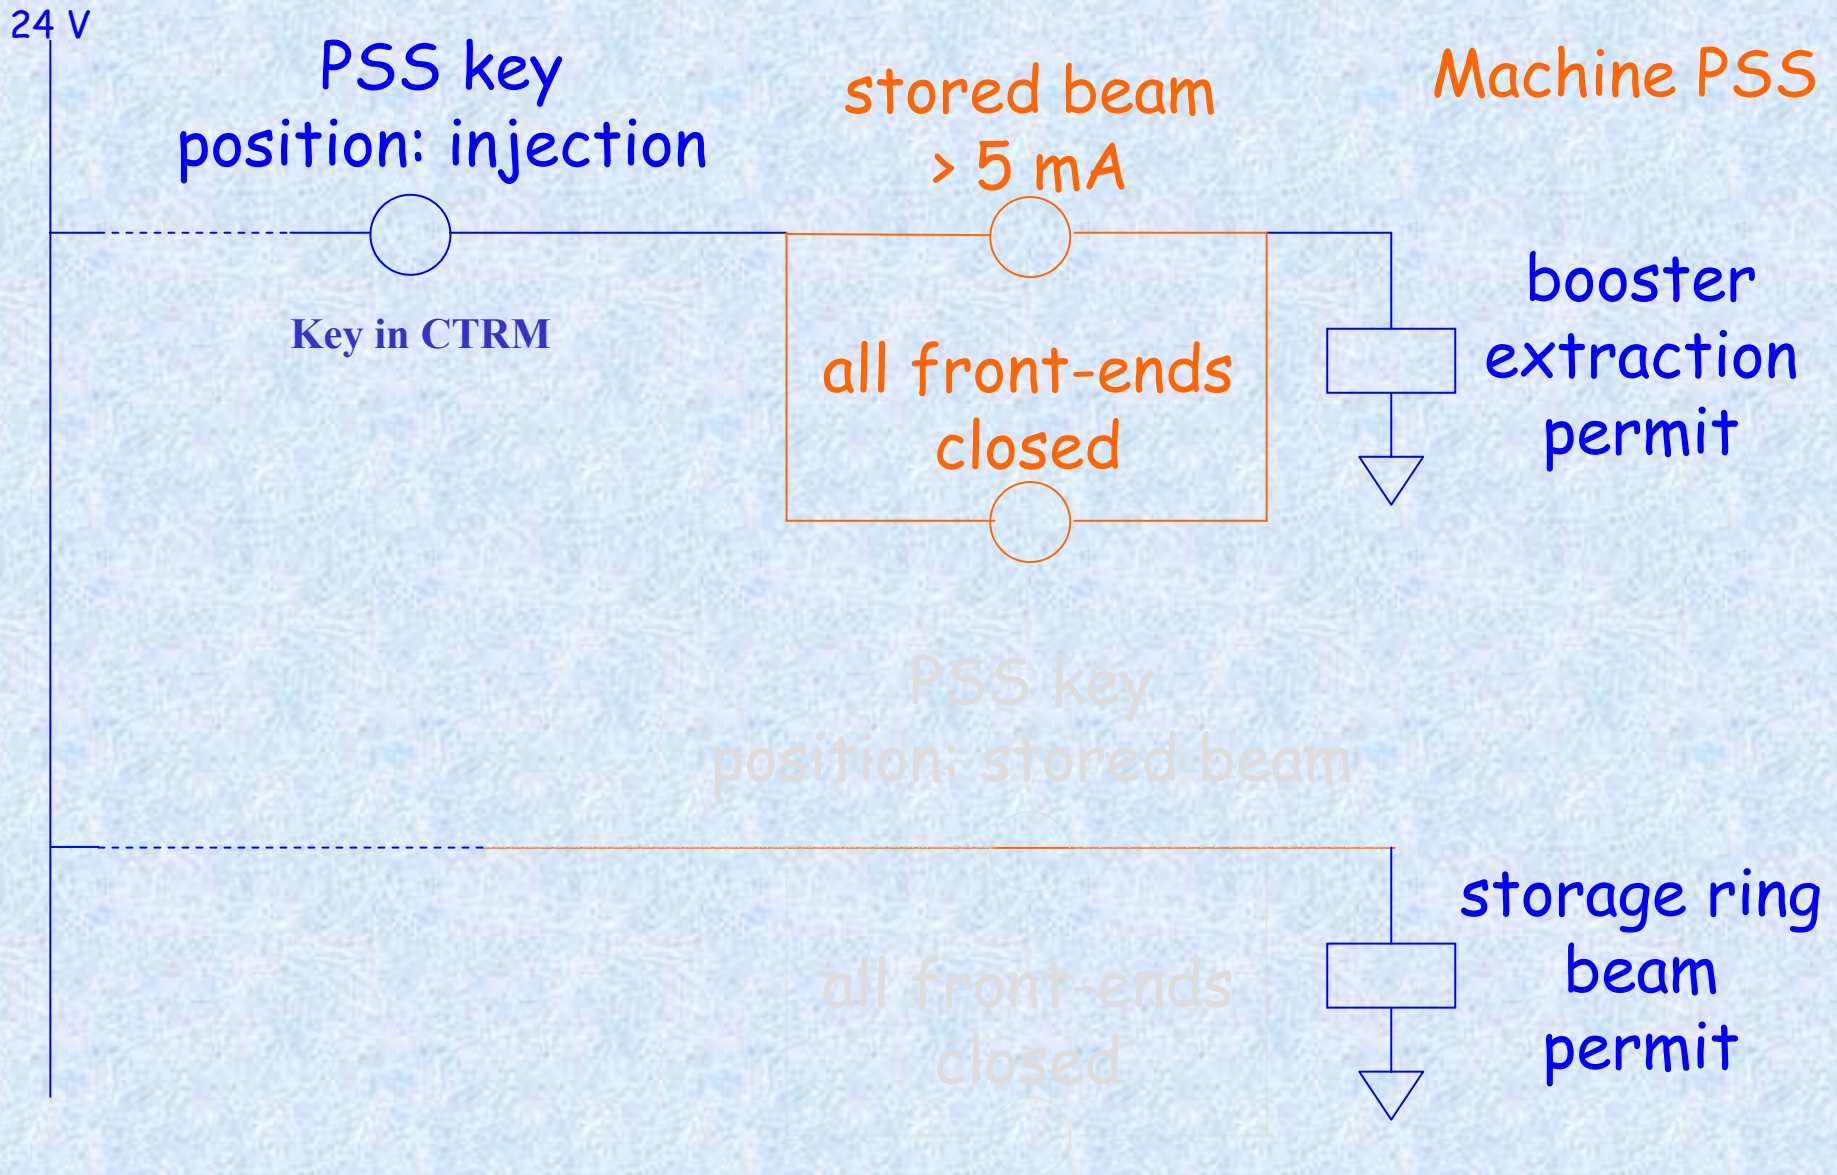 24 V
PSS key
position: injection
stored beam
> 5 mA
Machine PSS
Key in CTRM
all front-ends
closed
booster
extraction
permit
PSS key
position: stored beam
all front-ends
closed
storage ring
beam
permit